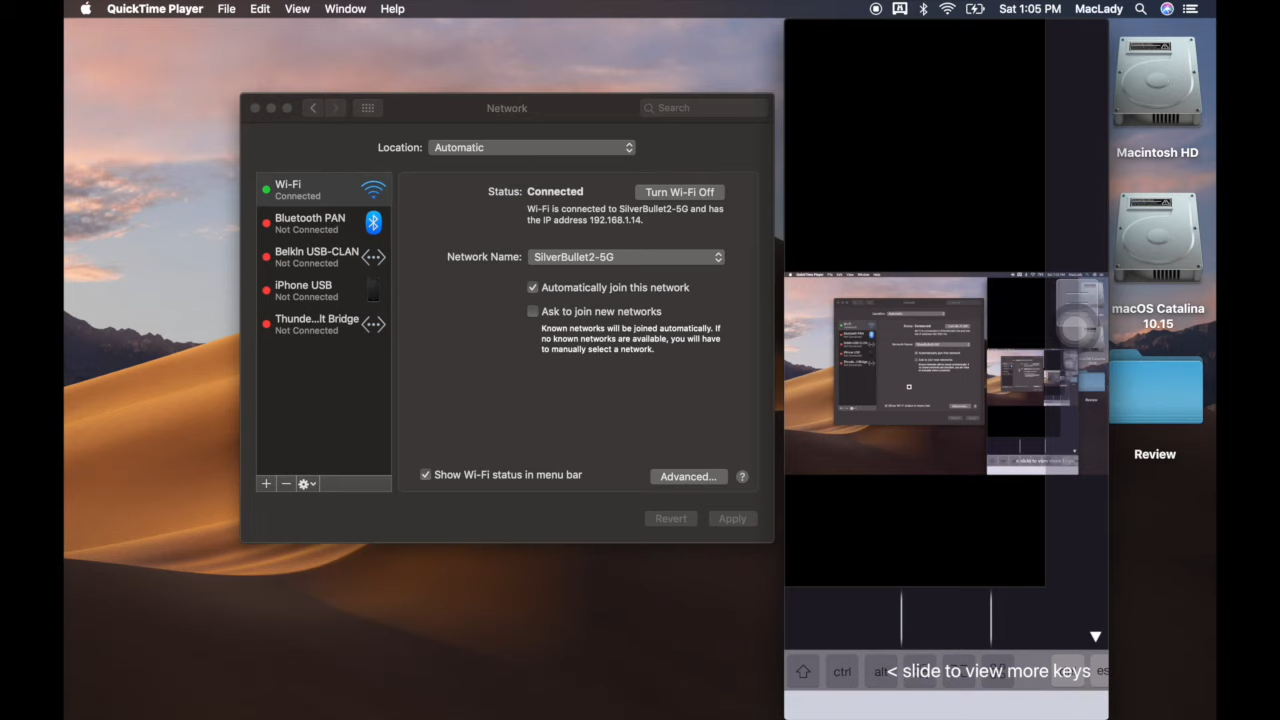 QuickTime Player File Edit View Window Help
Sat 1:05 PM MacLady
Network
Search
Location: Automatic
Wi-Fi
Connected
Bluetooth PAN
Not Connected
Belkin USB-CLAN
Not Connected
iPhone USB
Not Connected
Thunde...lt Bridge
Not Connected
Status: Connected
Turn Wi-Fi Off
Wi-Fi is connected to SilverBullet2-5G and has
the IP address 192.168.1.14.
Network Name: SilverBullet2-5G
Automatically join this network
Ask to join new networks
Known networks will be joined automatically. If
no known networks are available, you will have
to manually select a network.
Show Wi-Fi status in menu bar
Advanced...
?
Revert
Apply
ctrl
alt
< slide to view more keys
Macintosh HD
macOS Catalina
10.15
Review